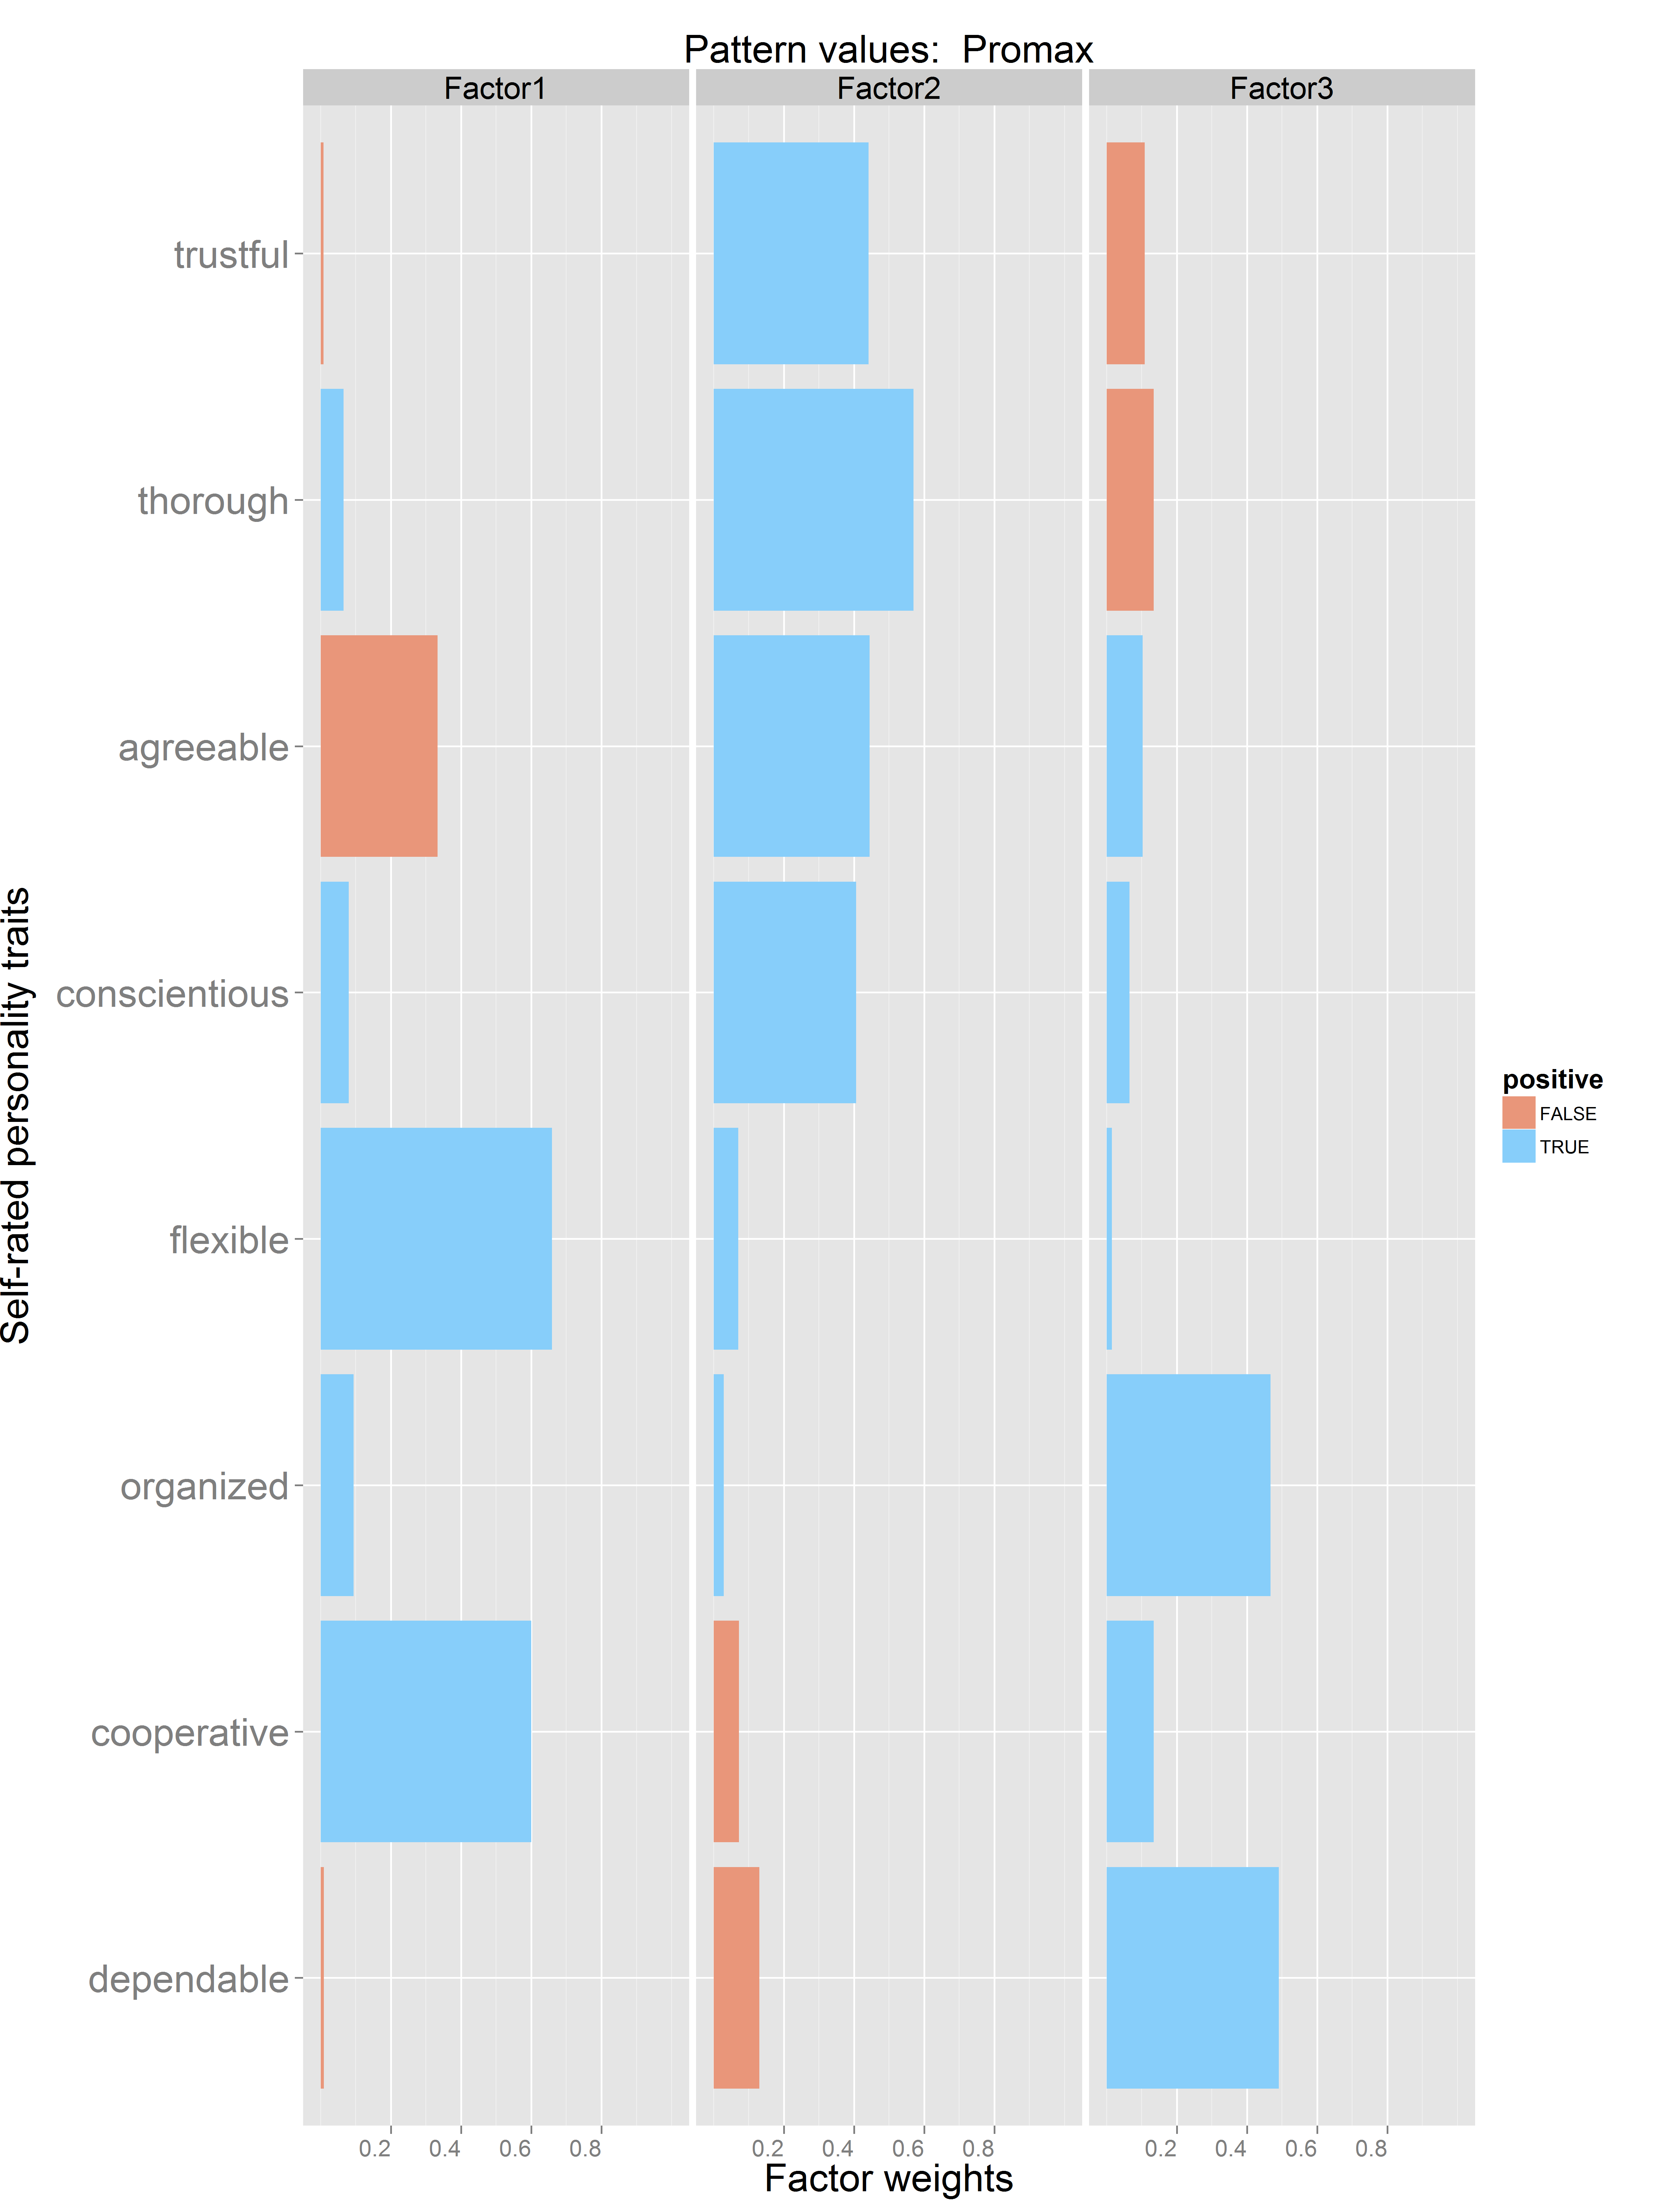 Pattern values:  Promax
Factor1 Factor2 Factor3
trustful
thorough
agreeable
conscientious
flexible
organized
cooperative
dependable
Self-rated personality traits
0.2 0.4 0.6 0.8 0.2 0.4 0.6 0.8 0.2 0.4 0.6 0.8
Factor weights
positive
FALSE
TRUE